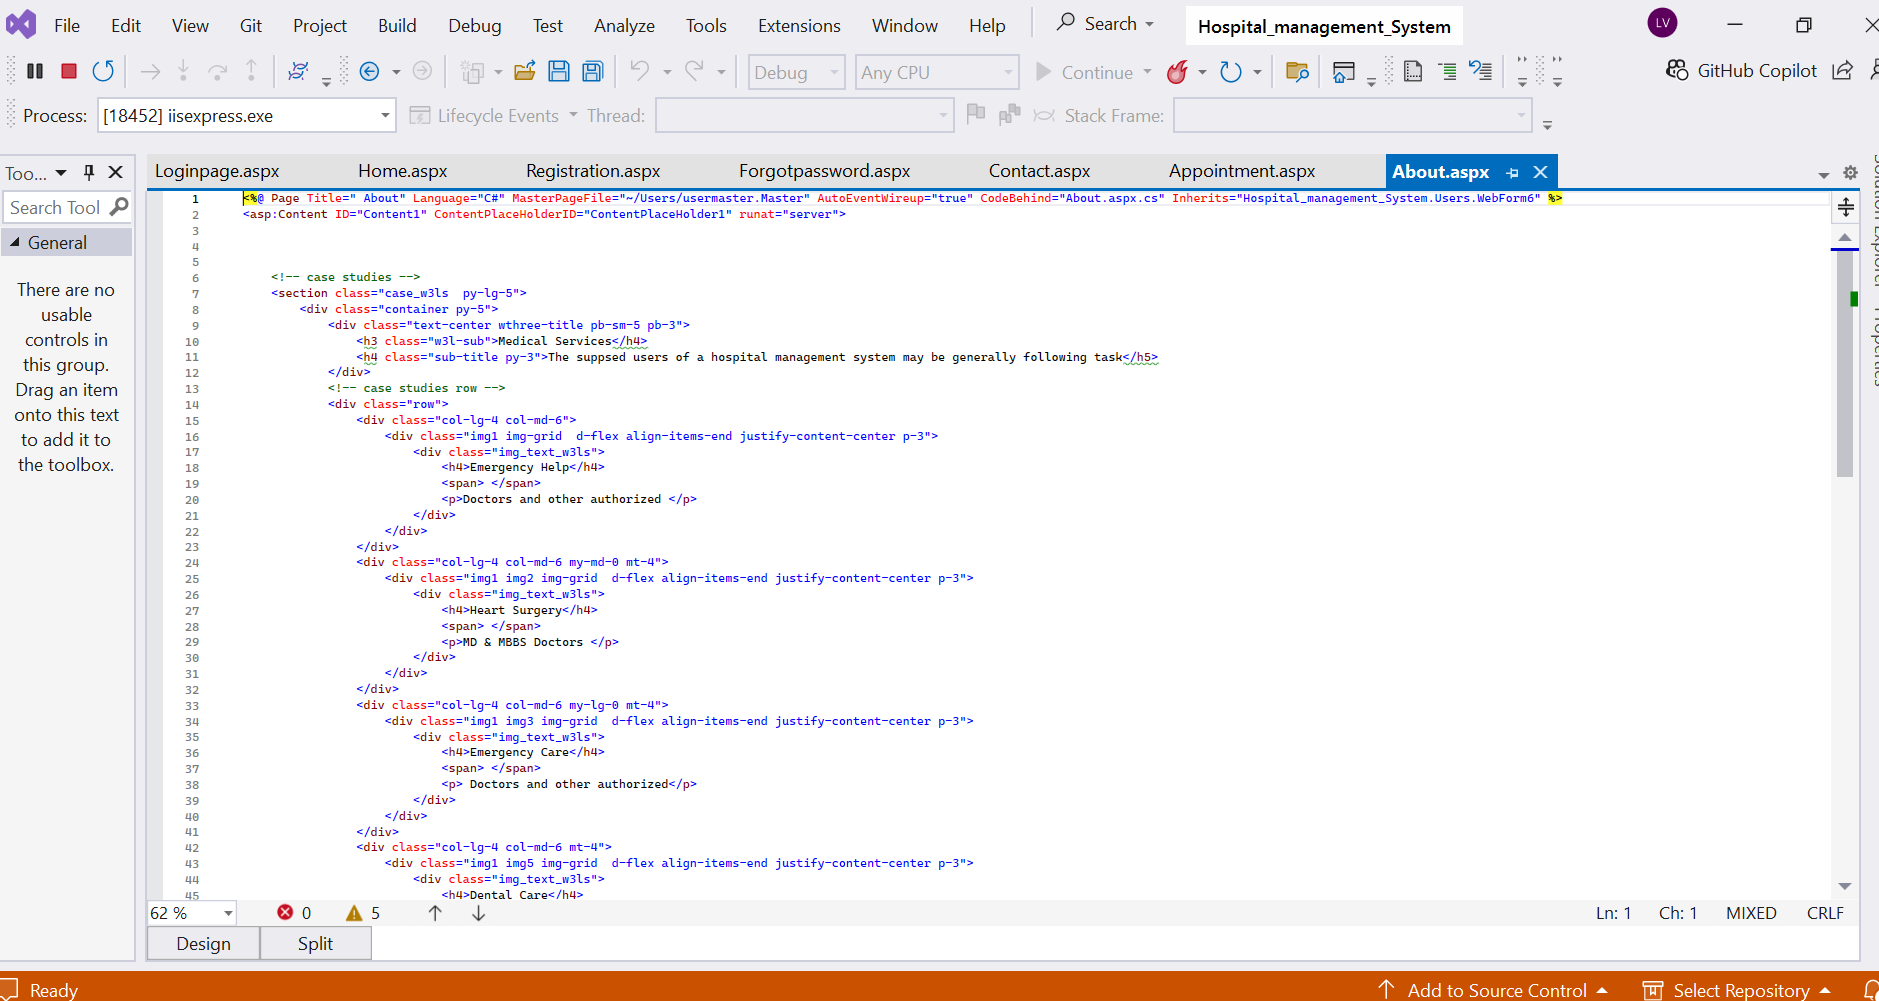 File Edit View Git Project Build Debug Test Analyze Tools Extensions Window Help Search Hospital_management_System LV
Debug Any CPU Continue GitHub Copilot
Process: [18452] iisexpress.exe Lifecycle Events Thread: Stack Frame:
Too... Loginpage.aspx Home.aspx Registration.aspx Forgotpassword.aspx Contact.aspx Appointment.aspx About.aspx
Search Tool
General
There are no
usable
controls in
this group.
Drag an item
onto this text
to add it to
the toolbox.
1 <%@ Page Title=" About" Language="C#" MasterPageFile="~/Users/usermaster.Master" AutoEventWireup="true" CodeBehind="About.aspx.cs" Inherits="Hospital_management_System.Users.WebForm6" %>
2 <asp:Content ID="Content1" ContentPlaceHolderID="ContentPlaceHolder1" runat="server">
3
4
5
6 <!-- case studies -->
7 <section class="case_w3ls  py-lg-5">
8 <div class="container py-5">
9 <div class="text-center wthree-title pb-sm-5 pb-3">
10 <h3 class="w3l-sub">Medical Services</h4>
11 <h4 class="sub-title py-3">The suppsed users of a hospital management system may be generally following task</h5>
12 </div>
13 <!-- case studies row -->
14 <div class="row">
15 <div class="col-lg-4 col-md-6">
16 <div class="img1 img-grid  d-flex align-items-end justify-content-center p-3">
17 <div class="img_text_w3ls">
18 <h4>Emergency Help</h4>
19 <span> </span>
20 <p>Doctors and other authorized </p>
21 </div>
22 </div>
23 </div>
24 <div class="col-lg-4 col-md-6 my-md-0 mt-4">
25 <div class="img1 img2 img-grid  d-flex align-items-end justify-content-center p-3">
26 <div class="img_text_w3ls">
27 <h4>Heart Surgery</h4>
28 <span> </span>
29 <p>MD & MBBS Doctors </p>
30 </div>
31 </div>
32 </div>
33 <div class="col-lg-4 col-md-6 my-lg-0 mt-4">
34 <div class="img1 img3 img-grid  d-flex align-items-end justify-content-center p-3">
35 <div class="img_text_w3ls">
36 <h4>Emergency Care</h4>
37 <span> </span>
38 <p> Doctors and other authorized</p>
39 </div>
40 </div>
41 </div>
42 <div class="col-lg-4 col-md-6 mt-4">
43 <div class="img1 img5 img-grid  d-flex align-items-end justify-content-center p-3">
44 <div class="img_text_w3ls">
45 <h4>Dental Care</h4>
62 % 0 5 Ln: 1 Ch: 1 MIXED CRLF
Design Split
Ready Add to Source Control Select Repository
Solution Explorer
Properties